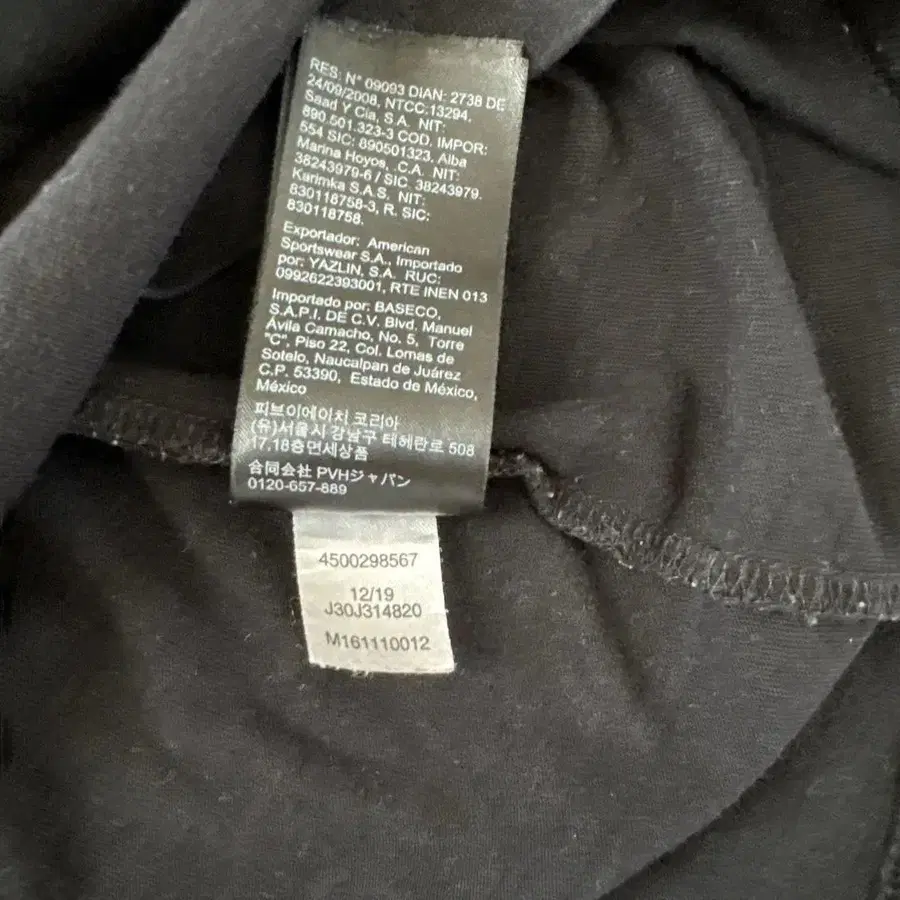 RES: N° 09093 DIAN: 2738 DE
24/09/2008, NTCC:13294.
Saad Y Cia, S.A. NIT:
890.501.323-3 COD. IMPOR:
554 SIC: 890501323. Alba
Marina Hoyos, .C.A. NIT:
38243979-6 / SIC. 38243979.
Karimka S.A.S, NIT:
830118758-3, R. SIC:
830118758.
Exportador: American
Sportswear S.A., Importado
por: YAZLIN, S.A. RUC:
0992622393001, RTE INEN 013
Importado por: BASECO,
S.A.P.I. DE C.V. Blvd. Manuel
Ávila Camacho, No. 5, Torre
"C", Piso 22, Col. Lomas de
Sotelo, Naucalpan de Juárez
C.P. 53390, Estado de México,
México
피브이에이치 코리아
(유)서울시 강남구 테헤란로 508
17,18층면세상품
合同会社 PVHジャパン
0120-657-889
4500298567
12/19
J30J314820
M161110012